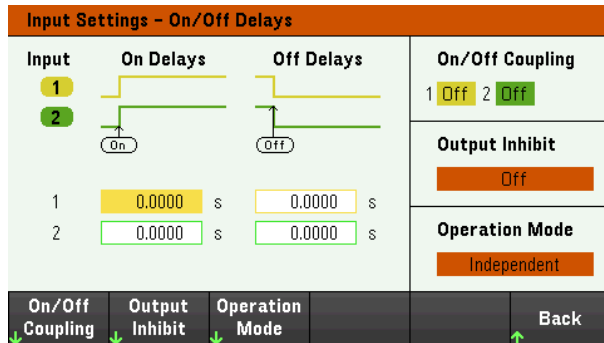 Input Settings - On/Off Delays
Input On Delays Off Delays
1
2
On Off
1 0.0000 s 0.0000 s
2 0.0000 s 0.0000 s
On/Off Coupling
1 Off 2 Off
Output Inhibit
Off
Operation Mode
Independent
On/Off Coupling
Output Inhibit
Operation Mode
Back